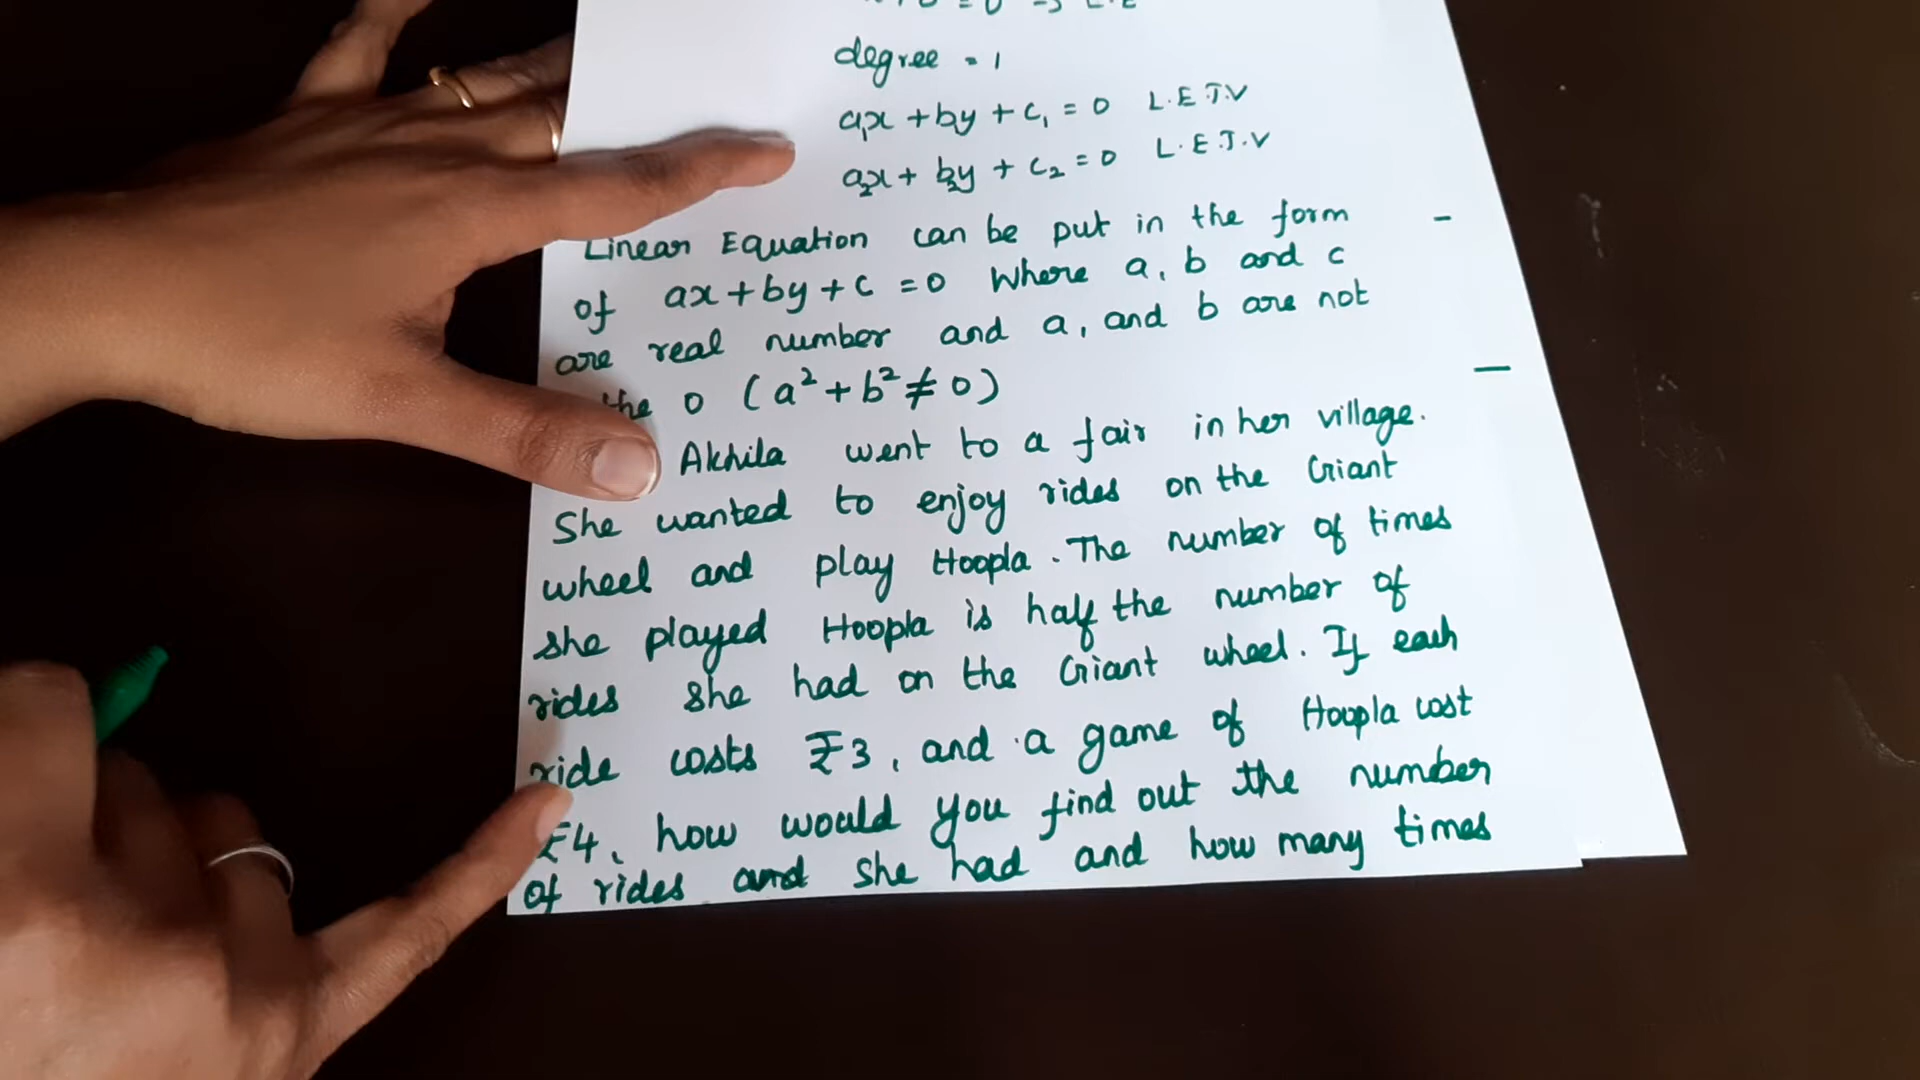 degree = 1
a₁x + b₁y + c₁ = 0 L.E.T.V
a₂x + b₂y + c₂ = 0 L.E.T.V
Linear Equation can be put in the form
of ax + by + c = 0 Where a, b and c
are real number and a, and b are not
the 0 (a² + b² ≠ 0)
Akhila went to a fair in her village.
She wanted to enjoy rides on the Giant
wheel and play Hoopla. The number of times
she played Hoopla is half the number of
rides she had on the Giant wheel. If each
ride costs ₹3, and a game of Hoopla cost
₹4, how would you find out the number
of rides and she had and how many times